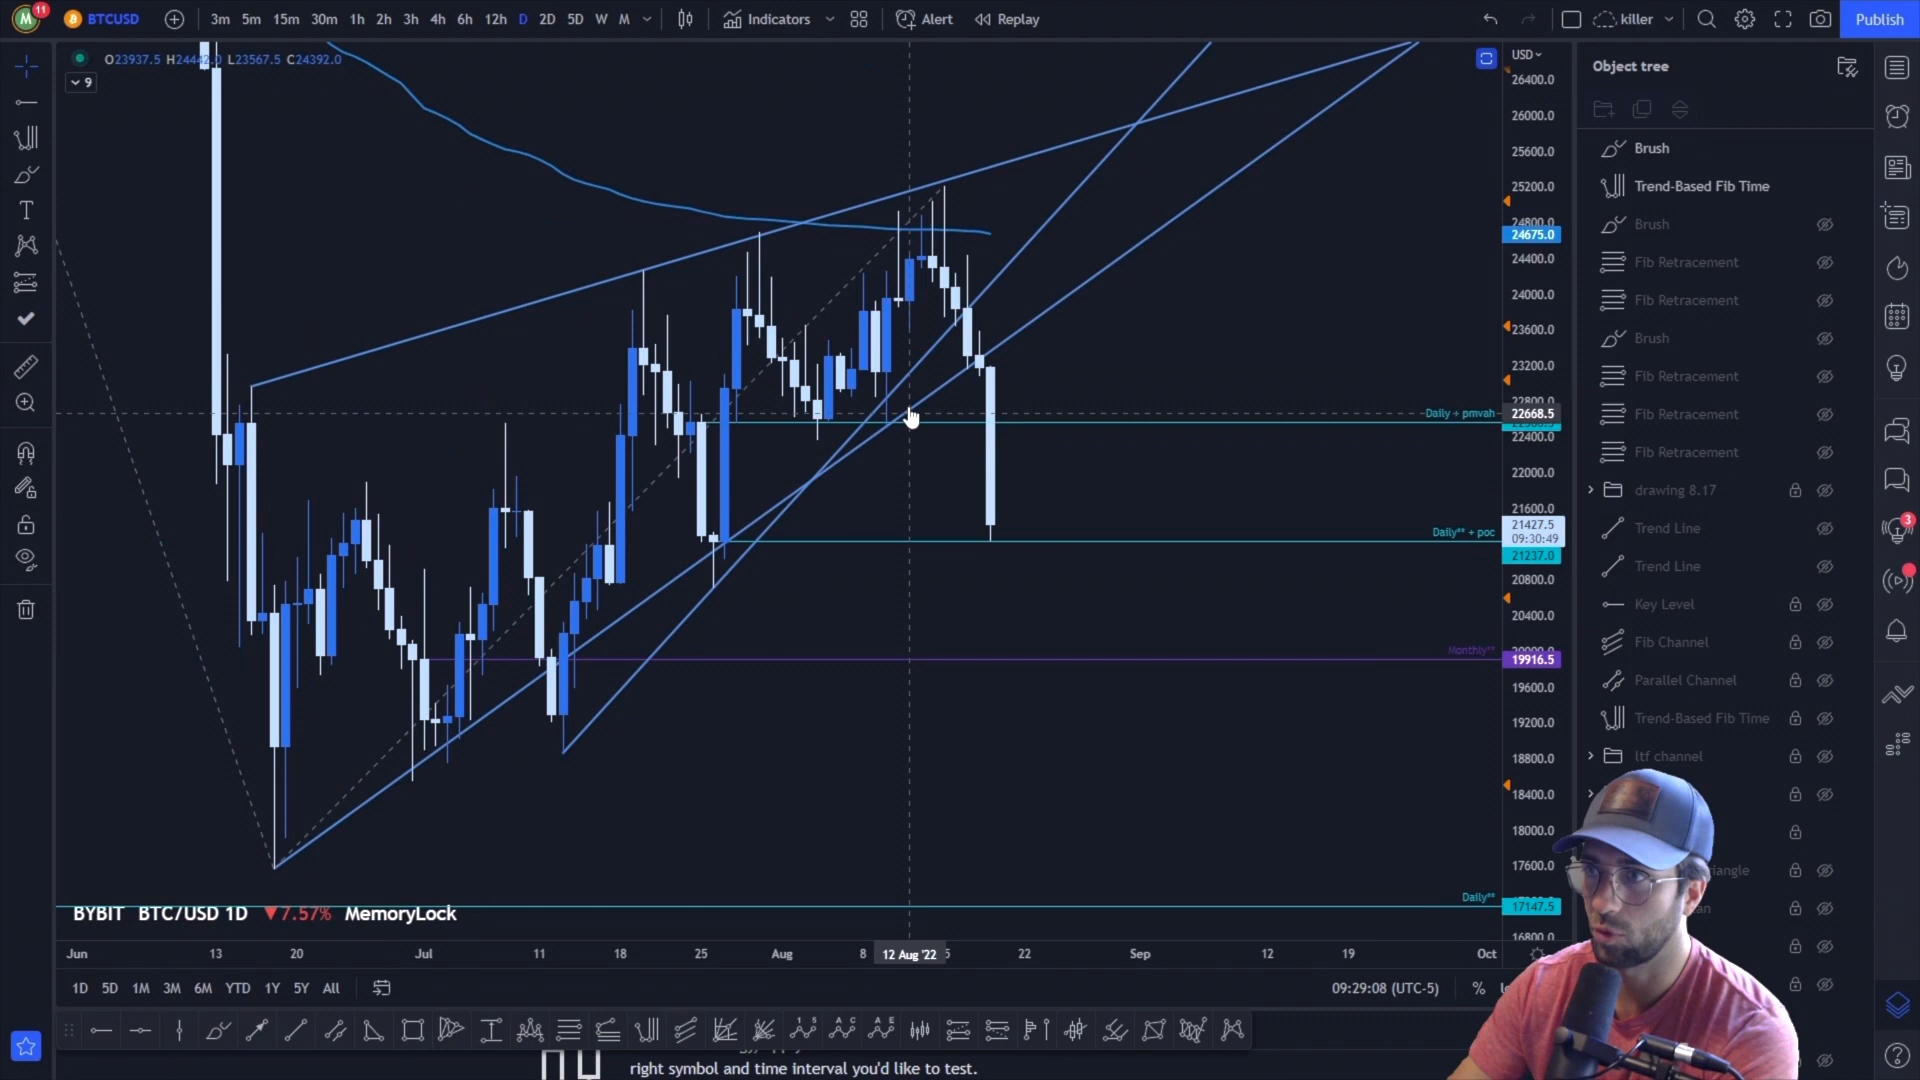 M 11 BTCUSD 3m 5m 15m 30m 1h 2h 3h 4h 6h 12h D 2D 5D W M Indicators Alert Replay killer Publish
O23937.5 H24442.0 L23567.5 C24392.0
9
USD
26400.0
26000.0
25600.0
25200.0
24800.0
24675.0
24400.0
24000.0
23600.0
23200.0
22800.0
Daily + pmvah 22668.5
22400.0
22000.0
21600.0
21427.5
09:30:49
Daily** + poc
21237.0
20800.0
20400.0
20000.0
Monthly**
19916.5
19600.0
19200.0
18800.0
18400.0
18000.0
17600.0
Daily**
17147.5
16800.0
BYBIT BTC/USD 1D ▼7.57% MemoryLock
Jun 13 20 Jul 11 18 25 Aug 8 12 Aug '22 5 22 Sep 12 19 Oct
1D 5D 1M 3M 6M YTD 1Y 5Y All
09:29:08 (UTC-5) %
Object tree
Brush
Trend-Based Fib Time
Brush
Fib Retracement
Fib Retracement
Brush
Fib Retracement
Fib Retracement
Fib Retracement
drawing 8.17
Trend Line
Trend Line
Key Level
Fib Channel
Parallel Channel
Trend-Based Fib Time
ltf channel
iangle
3
right symbol and time interval you'd like to test.